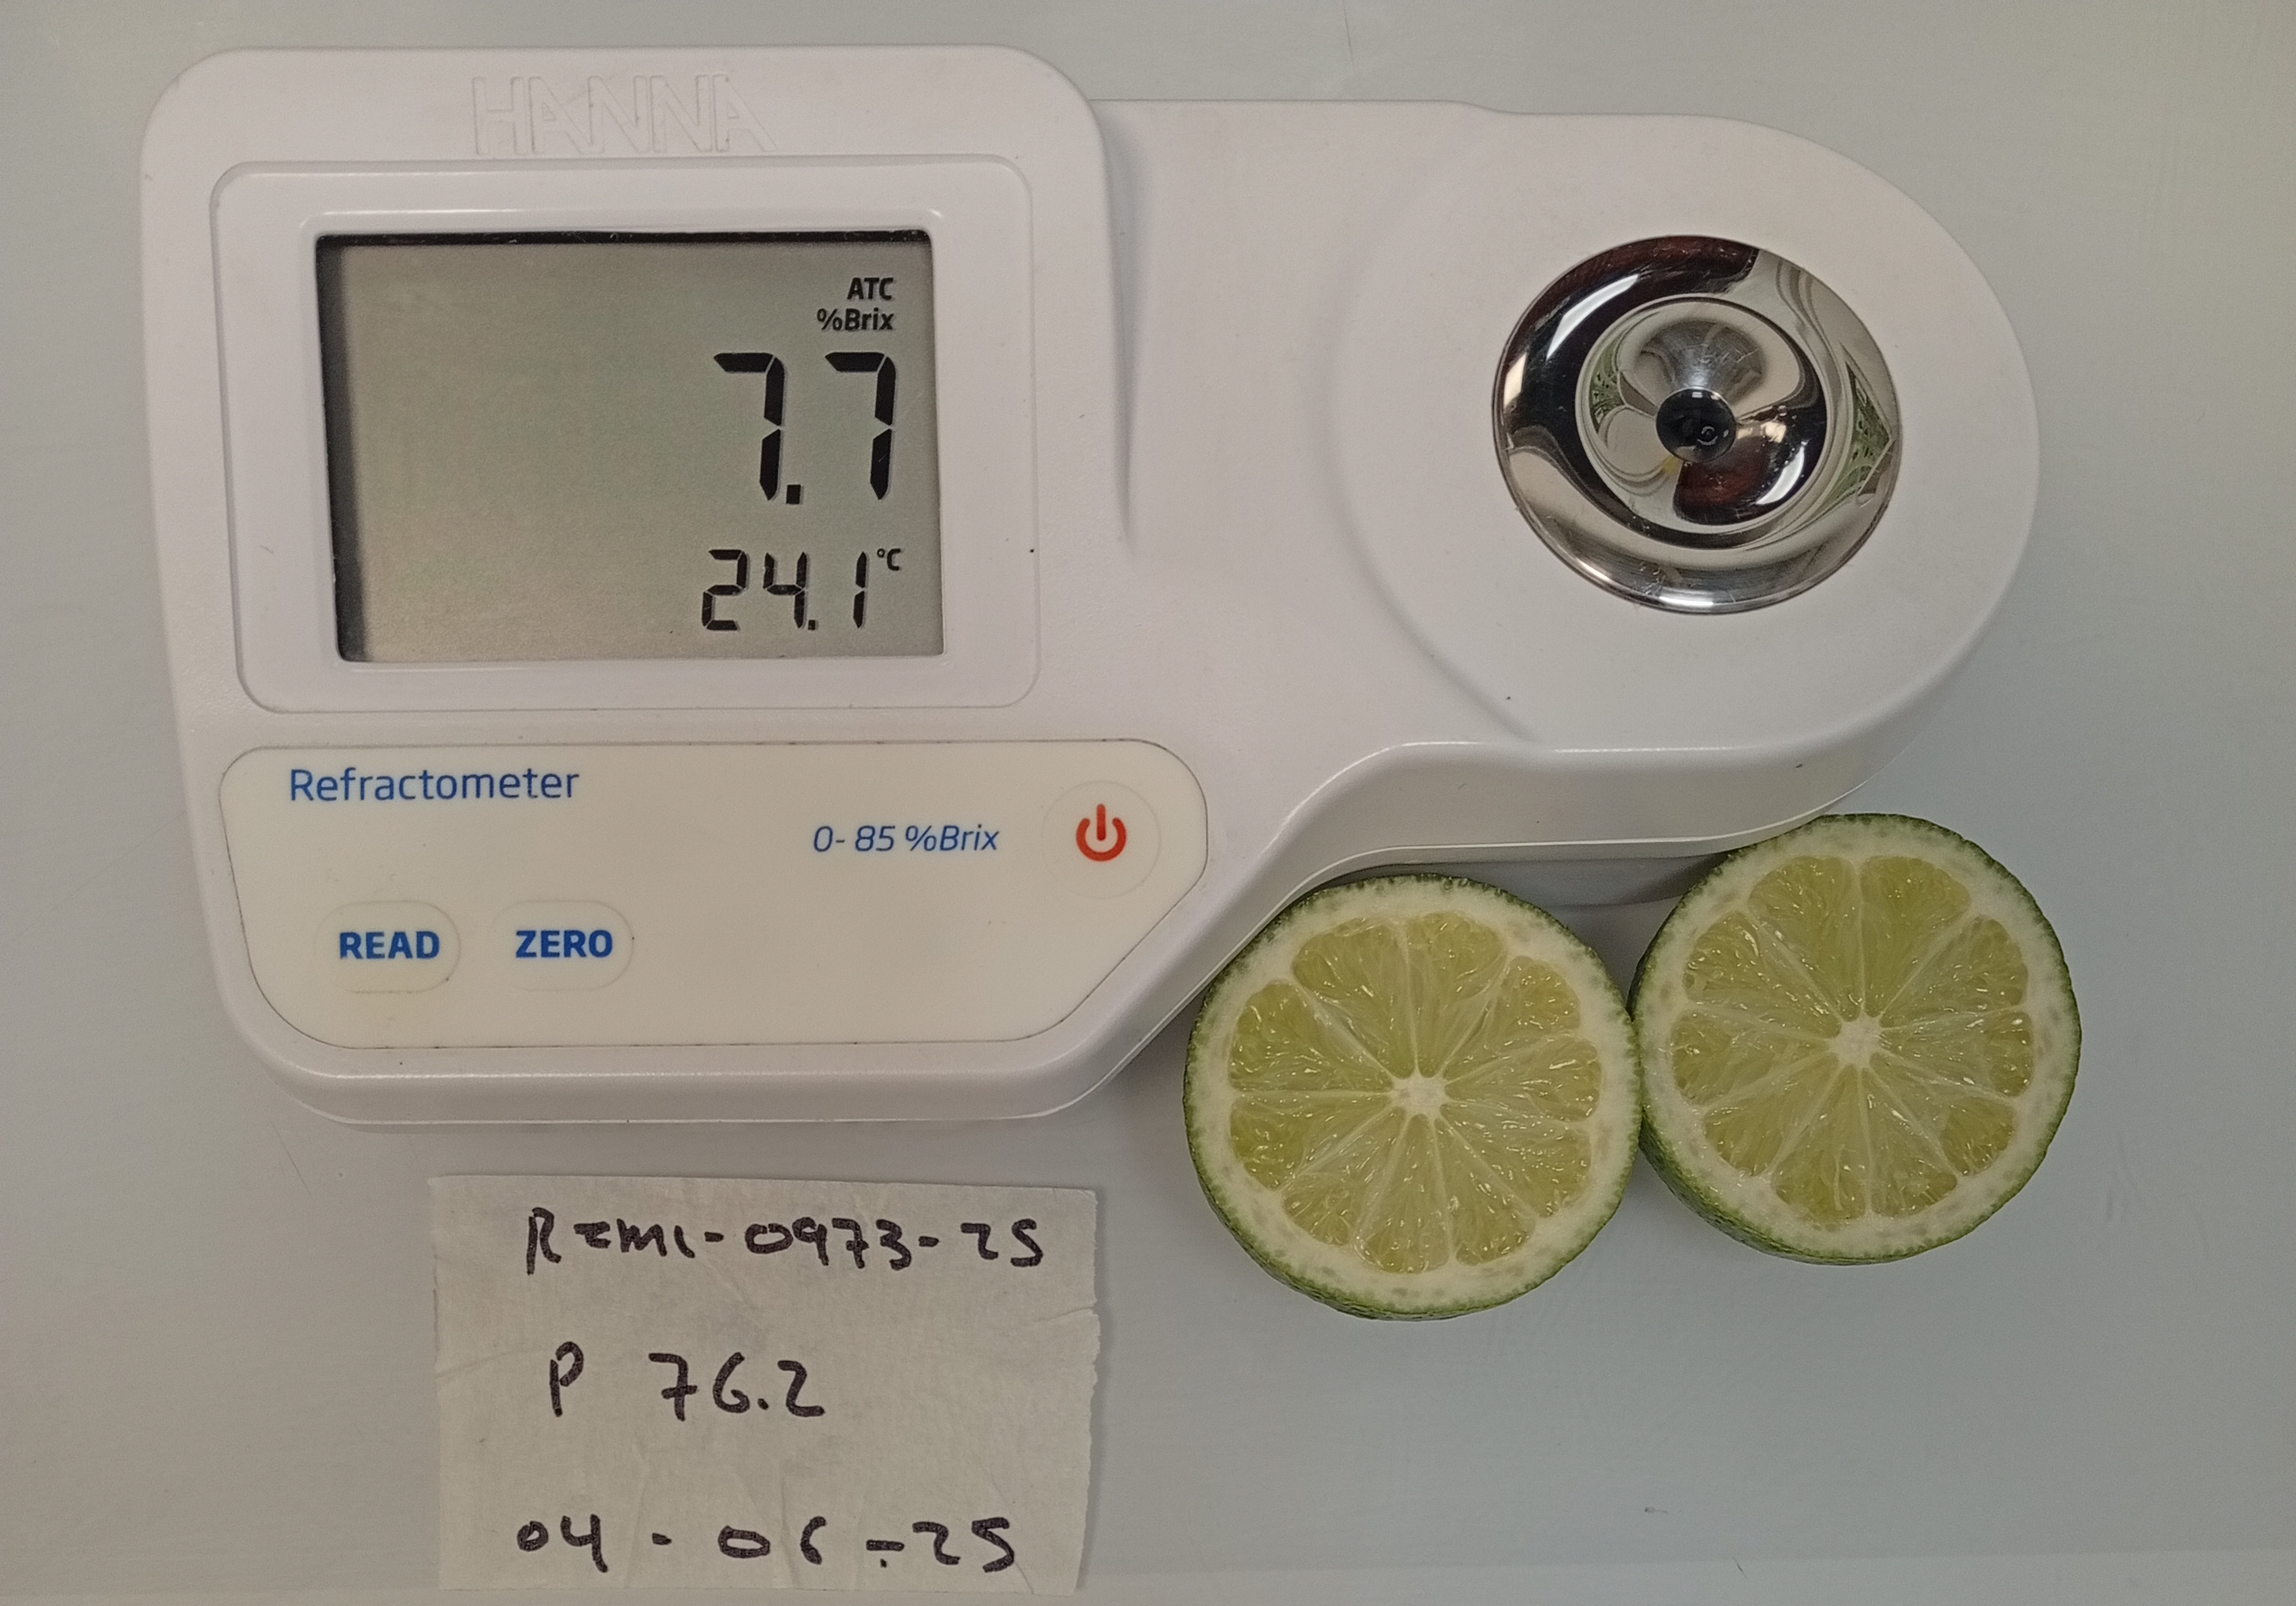 HANNA
ATC
%Brix
7.7
24.1°C
Refractometer
0-85 %Brix
READ ZERO
RZMI-0973-25
P 76.2
04-06-25